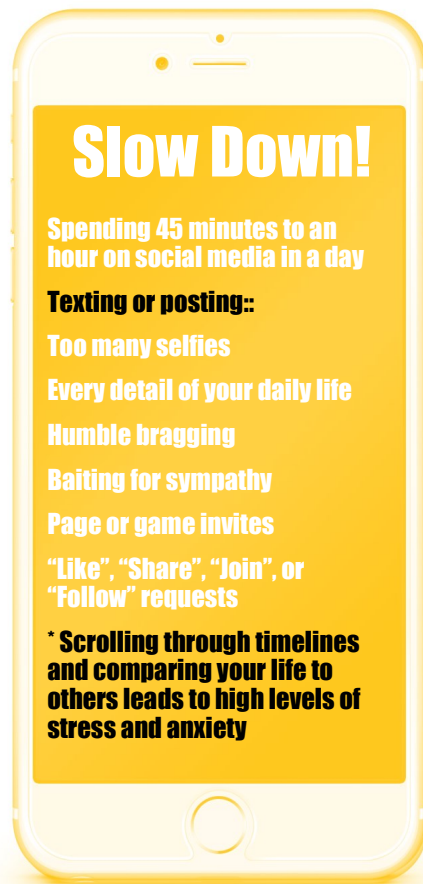 Slow Down!
Spending 45 minutes to an
hour on social media in a day
Texting or posting::
Too many selfies
Every detail of your daily life
Humble bragging
Baiting for sympathy
Page or game invites
“Like”, “Share”, “Join”, or
“Follow” requests
* Scrolling through timelines
and comparing your life to
others leads to high levels of
stress and anxiety